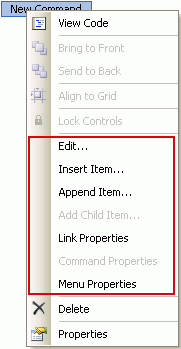 New Command
View Code
Bring to Front
Send to Back
Align to Grid
Lock Controls
Edit...
Insert Item...
Append Item...
Add Child Item...
Link Properties
Command Properties
Menu Properties
Delete
Properties